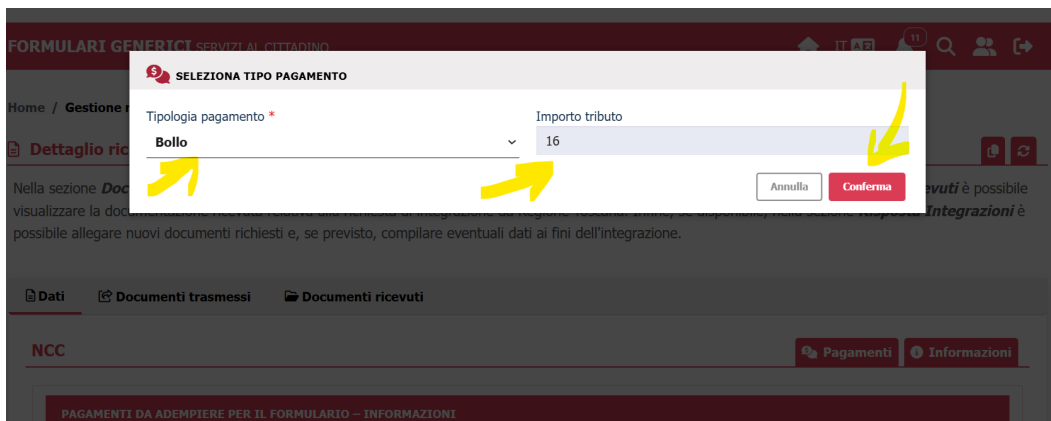 FORMULARI GENERICI SERVIZI AL CITTADINO
IT
11
SELEZIONA TIPO PAGAMENTO
Home / Gestione
Tipologia pagamento * Importo tributo
Bollo 16
Dettaglio ric
Annulla Conferma
Nella sezione Doc evuti è possibile
visualizzare la documentazione ricevuta relativa alla richiesta di integrazione da Regione Toscana. Infine, se disponibile, nella sezione Risposta Integrazioni è
possibile allegare nuovi documenti richiesti e, se previsto, compilare eventuali dati ai fini dell'integrazione.
Dati Documenti trasmessi Documenti ricevuti
NCC Pagamenti Informazioni
PAGAMENTI DA ADEMPIERE PER IL FORMULARIO – INFORMAZIONI